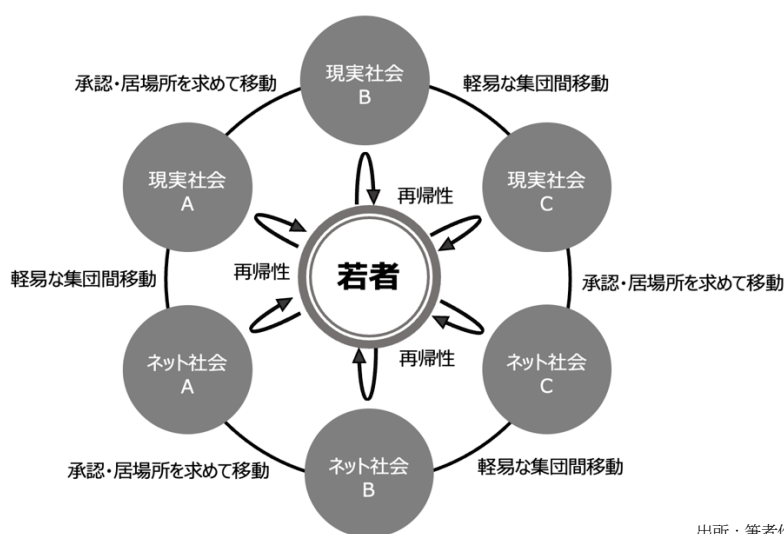 現実社会
B
承認・居場所を求めて移動
軽易な集団間移動
現実社会
A
現実社会
C
再帰性
再帰性
若者
軽易な集団間移動
承認・居場所を求めて移動
ネット社会
A
再帰性
ネット社会
C
承認・居場所を求めて移動
ネット社会
B
軽易な集団間移動
出所：筆者